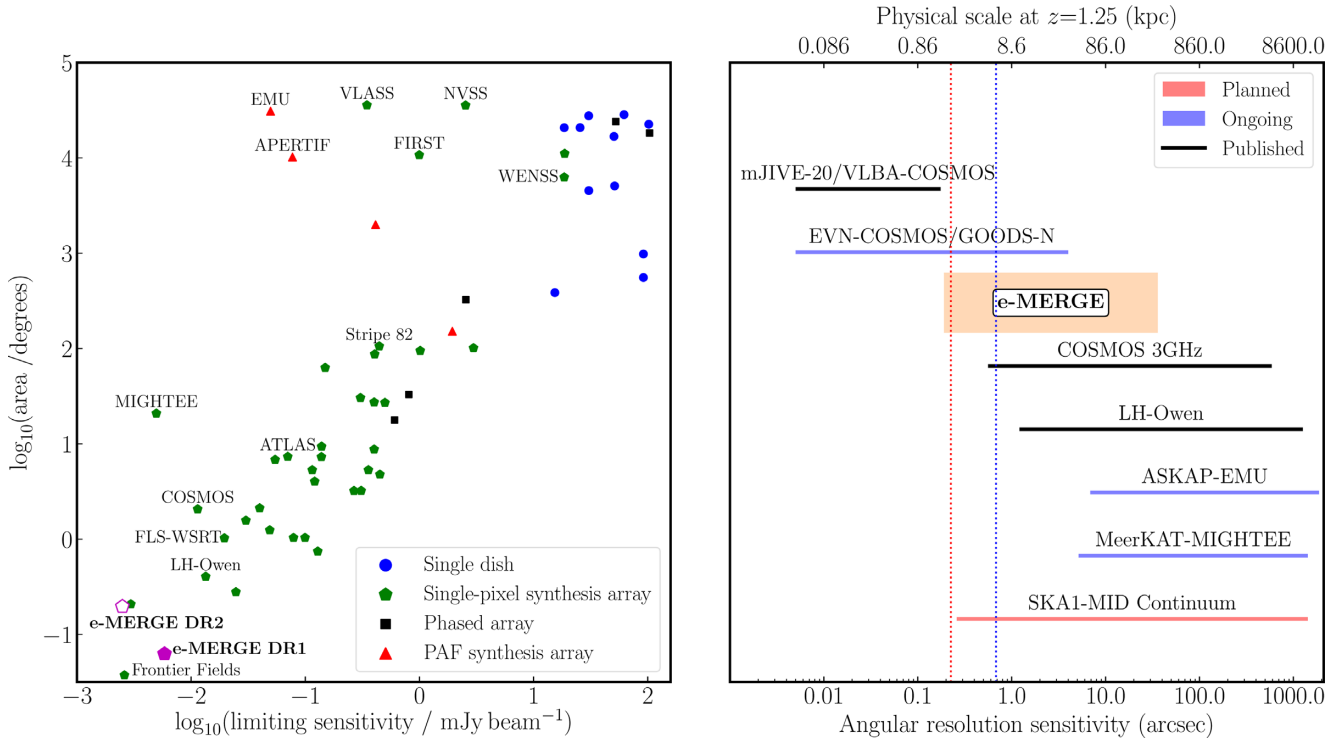 5
4
3
2
1
0
−1
log₁₀(area /degrees)
EMU
VLASS
NVSS
APERTIF
FIRST
WENSS
Stripe 82
MIGHTEE
ATLAS
COSMOS
FLS-WSRT
LH-Owen
e-MERGE DR2
e-MERGE DR1
Frontier Fields
Single dish
Single-pixel synthesis array
Phased array
PAF synthesis array
−3 −2 −1 0 1 2
log₁₀(limiting sensitivity / mJy beam⁻¹)
Physical scale at z=1.25 (kpc)
0.086 0.86 8.6 86.0 860.0 8600.0
Planned
Ongoing
Published
mJIVE-20/VLBA-COSMOS
EVN-COSMOS/GOODS-N
e-MERGE
COSMOS 3GHz
LH-Owen
ASKAP-EMU
MeerKAT-MIGHTEE
SKA1-MID Continuum
0.01 0.1 1.0 10.0 100.0 1000.0
Angular resolution sensitivity (arcsec)